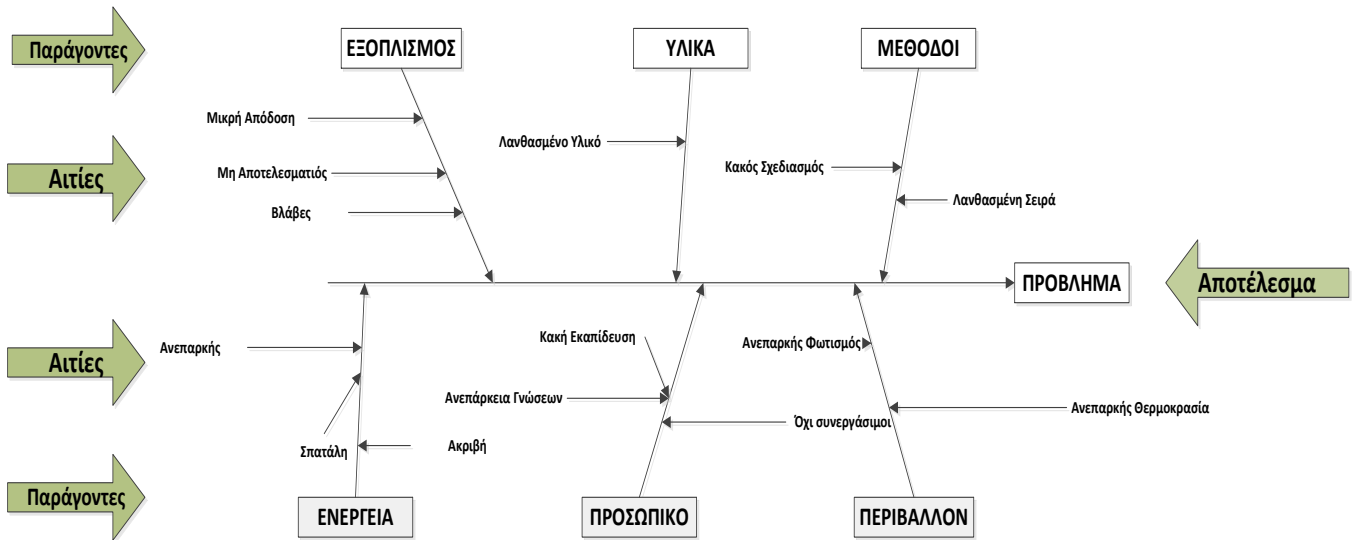 Παράγοντες
ΕΞΟΠΛΙΣΜΟΣ
ΥΛΙΚΑ
ΜΕΘΟΔΟΙ
Μικρή Απόδοση
Λανθασμένο Υλικό
Αιτίες
Μη Αποτελεσματιός
Κακός Σχεδιασμός
Βλάβες
Λανθασμένη Σειρά
ΠΡΟΒΛΗΜΑ
Αποτέλεσμα
Αιτίες
Ανεπαρκής
Κακή Εκαπίδευση
Ανεπαρκής Φωτισμός
Ανεπάρκεια Γνώσεων
Ανεπαρκής Θερμοκρασία
Όχι συνεργάσιμοι
Σπατάλη
Ακριβή
Παράγοντες
ΕΝΕΡΓΕΙΑ
ΠΡΟΣΩΠΙΚΟ
ΠΕΡΙΒΑΛΛΟΝ